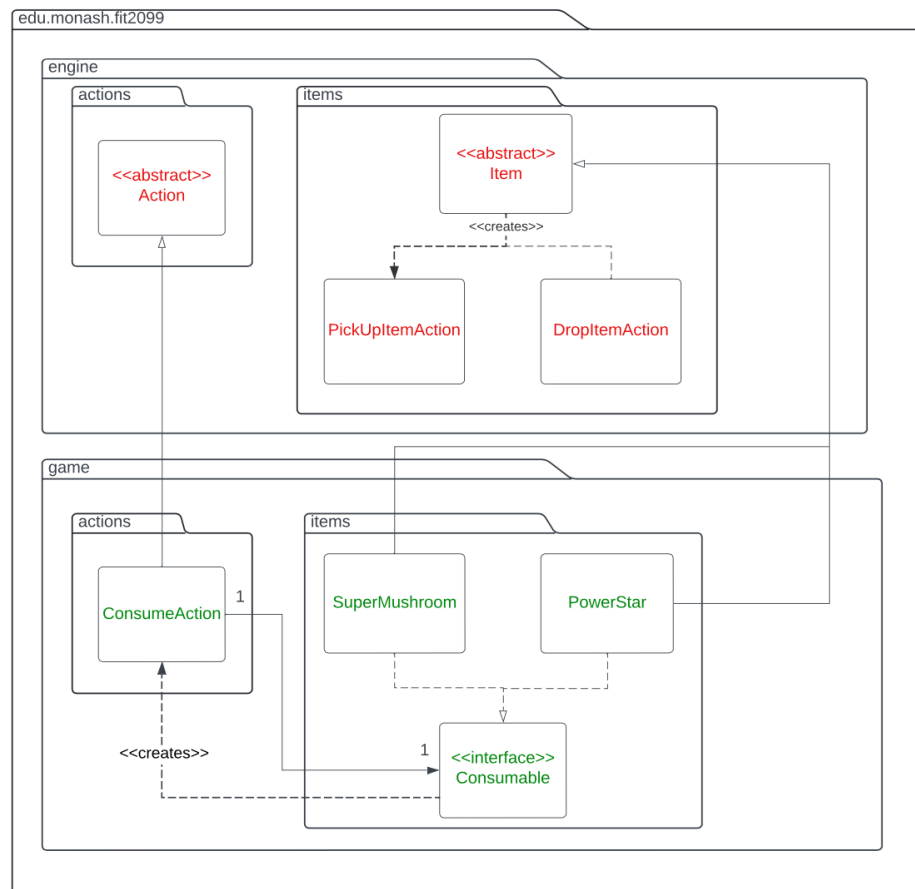 edu.monash.fit2099
engine
actions
items
<<abstract>>
Action
<<abstract>>
Item
<<creates>>
PickUpItemAction
DropItemAction
game
actions
items
ConsumeAction
1
SuperMushroom
PowerStar
<<creates>>
1
<<interface>>
Consumable